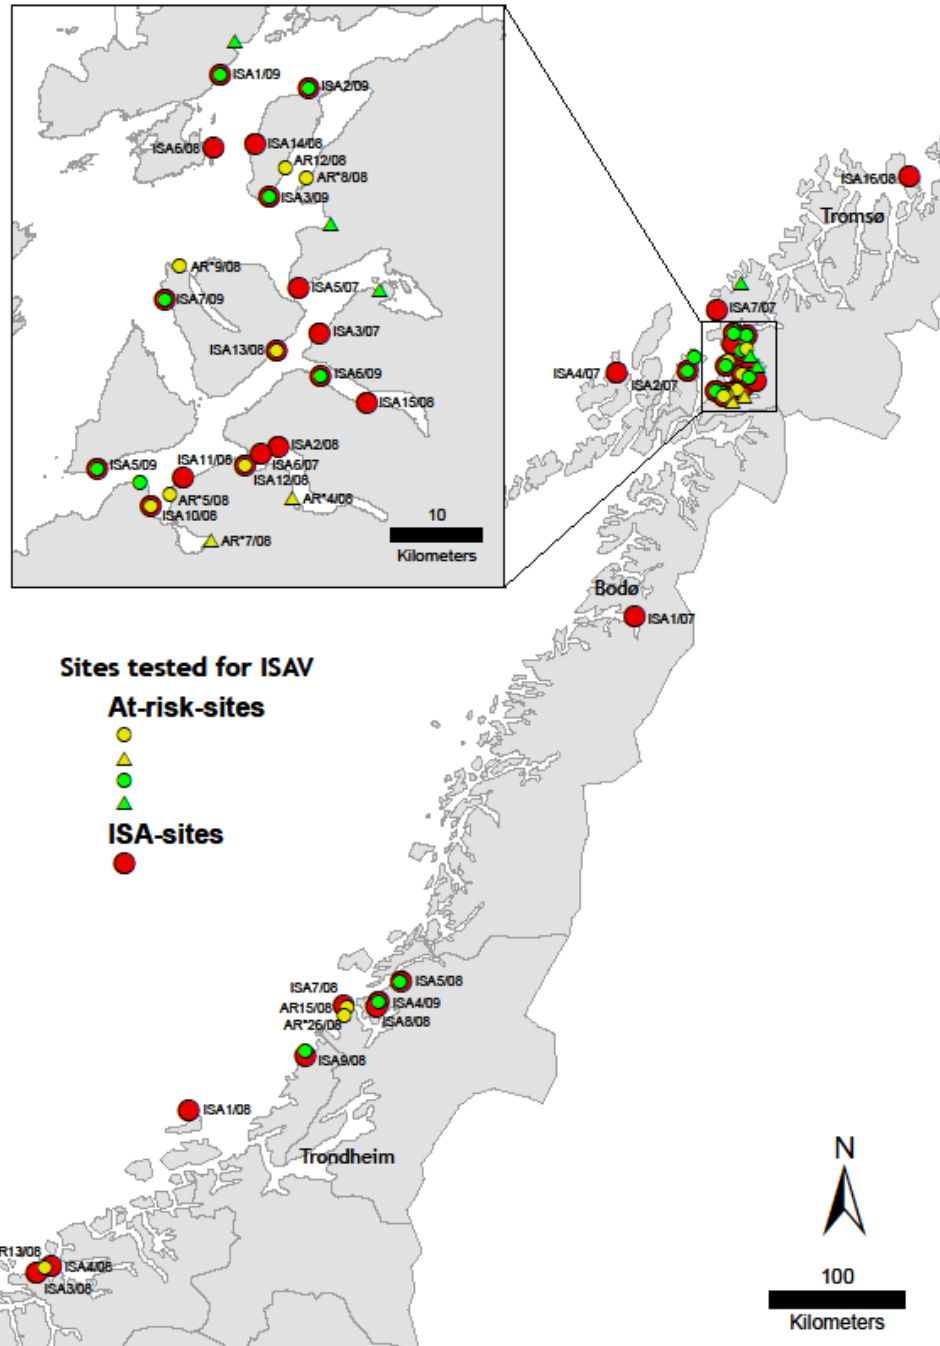 ISA1/09
ISA2/09
ISA6/08
ISA14/08
AR12/08
AR*8/08
ISA3/09
AR*9/08
ISA5/07
ISA7/09
ISA3/07
ISA13/08
ISA6/09
ISA15/08
ISA2/08
ISA11/08
ISA6/07
ISA5/09
ISA12/08
AR*5/08
AR*4/08
ISA10/08
AR*7/08
10
Kilometers
ISA16/08
Tromsø
ISA7/07
ISA4/07
ISA2/07
Bodø
ISA1/07
Sites tested for ISAV
At-risk-sites
ISA-sites
ISA7/08
ISA5/08
AR15/08
ISA4/09
AR*26/08
ISA8/08
ISA9/08
ISA1/08
Trondheim
N
R13/08
ISA4/08
ISA3/08
100
Kilometers